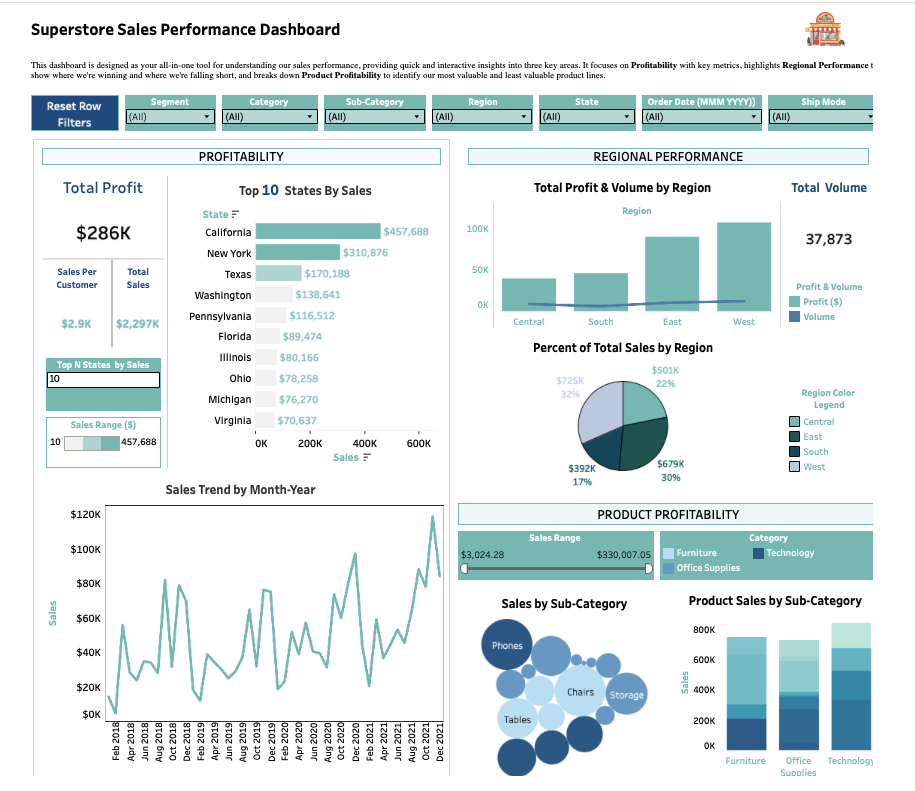 Superstore Sales Performance Dashboard
This dashboard is designed as your all-in-one tool for understanding our sales performance, providing quick and interactive insights into three key areas. It focuses on Profitability with key metrics, highlights Regional Performance t
show where we're winning and where we're falling short, and breaks down Product Profitability to identify our most valuable and least valuable product lines.
Reset Row
Filters
Segment
(All)
Category
(All)
Sub-Category
(All)
Region
(All)
State
(All)
Order Date (MMM YYYY))
(All)
Ship Mode
(All)
PROFITABILITY
Total Profit
$286K
Sales Per
Customer
$2.9K
Total
Sales
$2,297K
Top N States by Sales
10
Sales Range ($)
10 457,688
Top 10 States By Sales
State
California $457,688
New York $310,876
Texas $170,188
Washington $138,641
Pennsylvania $116,512
Florida $89,474
Illinois $80,166
Ohio $78,258
Michigan $76,270
Virginia $70,637
0K 200K 400K 600K
Sales
Sales Trend by Month-Year
Sales
$120K
$100K
$80K
$60K
$40K
$20K
$0K
Feb 2018
Apr 2018
Jun 2018
Aug 2018
Oct 2018
Dec 2018
Feb 2019
Apr 2019
Jun 2019
Aug 2019
Oct 2019
Dec 2019
Feb 2020
Apr 2020
Jun 2020
Aug 2020
Oct 2020
Dec 2020
Feb 2021
Apr 2021
Jun 2021
Aug 2021
Oct 2021
Dec 2021
REGIONAL PERFORMANCE
Total Profit & Volume by Region
Region
100K
50K
0K
Central South East West
Total Volume
37,873
Profit & Volume
Profit ($)
Volume
Percent of Total Sales by Region
$725K
32%
$501K
22%
$392K
17%
$679K
30%
Region Color
Legend
Central
East
South
West
PRODUCT PROFITABILITY
Sales Range
$3,024.28 $330,007.05
Category
Furniture Technology
Office Supplies
Sales by Sub-Category
Phones
Chairs
Storage
Tables
Product Sales by Sub-Category
Sales
800K
600K
400K
200K
0K
Furniture
Office
Supplies
Technology